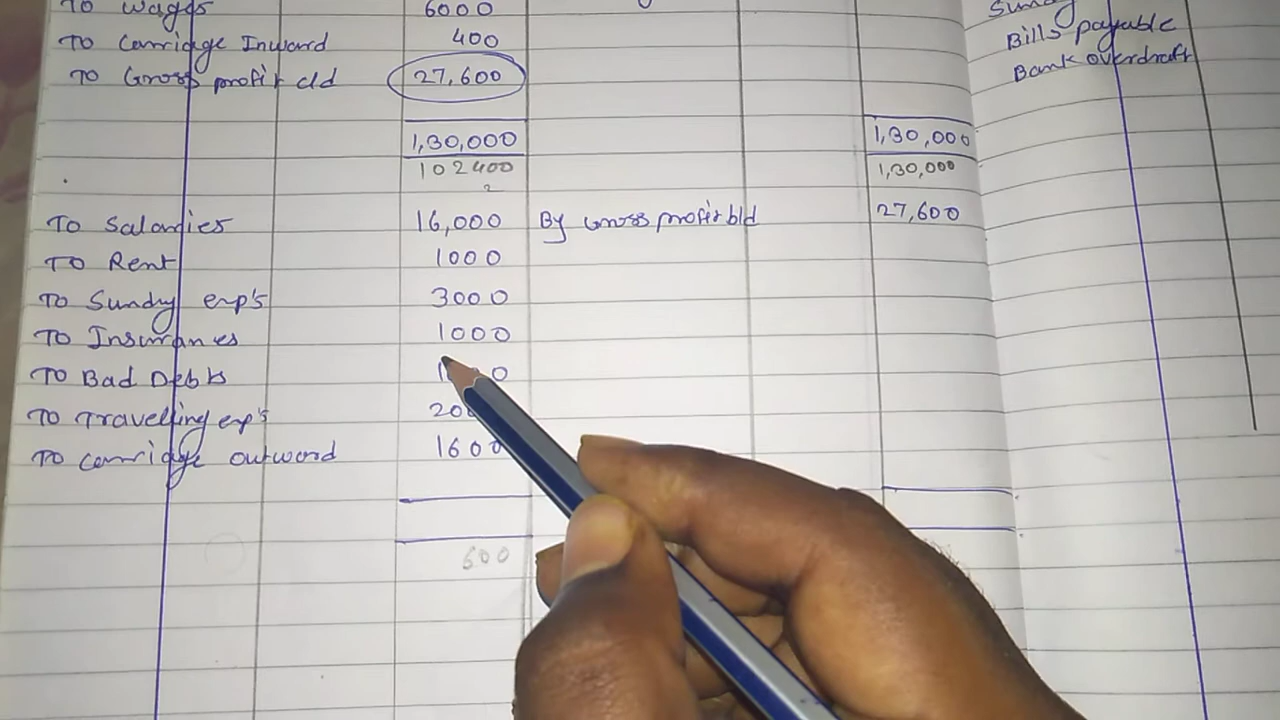 To Wages 6000
To Carriage Inward 400
To Gross profit c/d 27,600
1,30,000 1,30,000
102400 1,30,000
2
To Salaries 16,000 By Gross profit b/d 27,600
To Rent 1000
To Sundry exp's 3000
To Insurances 1000
To Bad Debts
To Travelling exp's
To Carriage outward 1600
600
Bills payable
Bank overdraft